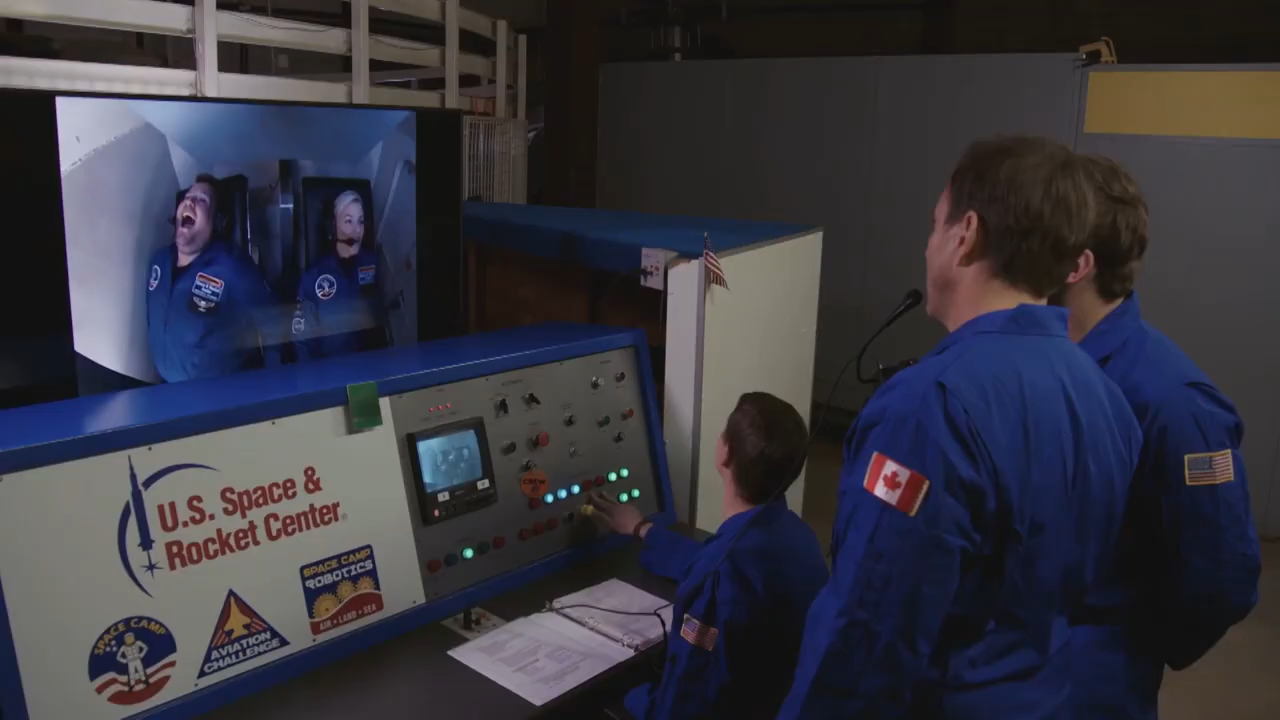 U.S. Space &
Rocket Center
SPACE CAMP
AVIATION
CHALLENGE
SPACE CAMP
ROBOTICS
AIR • LAND • SEA
CREW